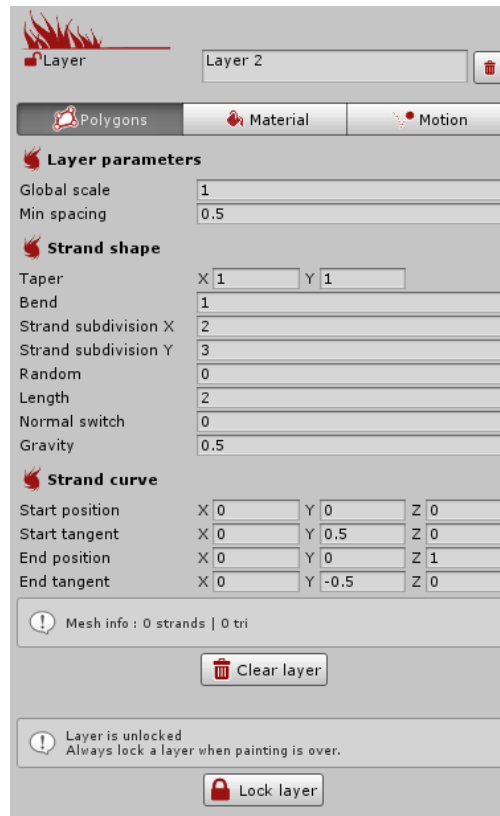 Layer Layer 2
Polygons Material Motion
Layer parameters
Global scale 1
Min spacing 0.5
Strand shape
Taper X 1 Y 1
Bend 1
Strand subdivision X 2
Strand subdivision Y 3
Random 0
Length 2
Normal switch 0
Gravity 0.5
Strand curve
Start position X 0 Y 0 Z 0
Start tangent X 0 Y 0.5 Z 0
End position X 0 Y 0 Z 1
End tangent X 0 Y -0.5 Z 0
Mesh info : 0 strands | 0 tri
Clear layer
Layer is unlocked
Always lock a layer when painting is over.
Lock layer